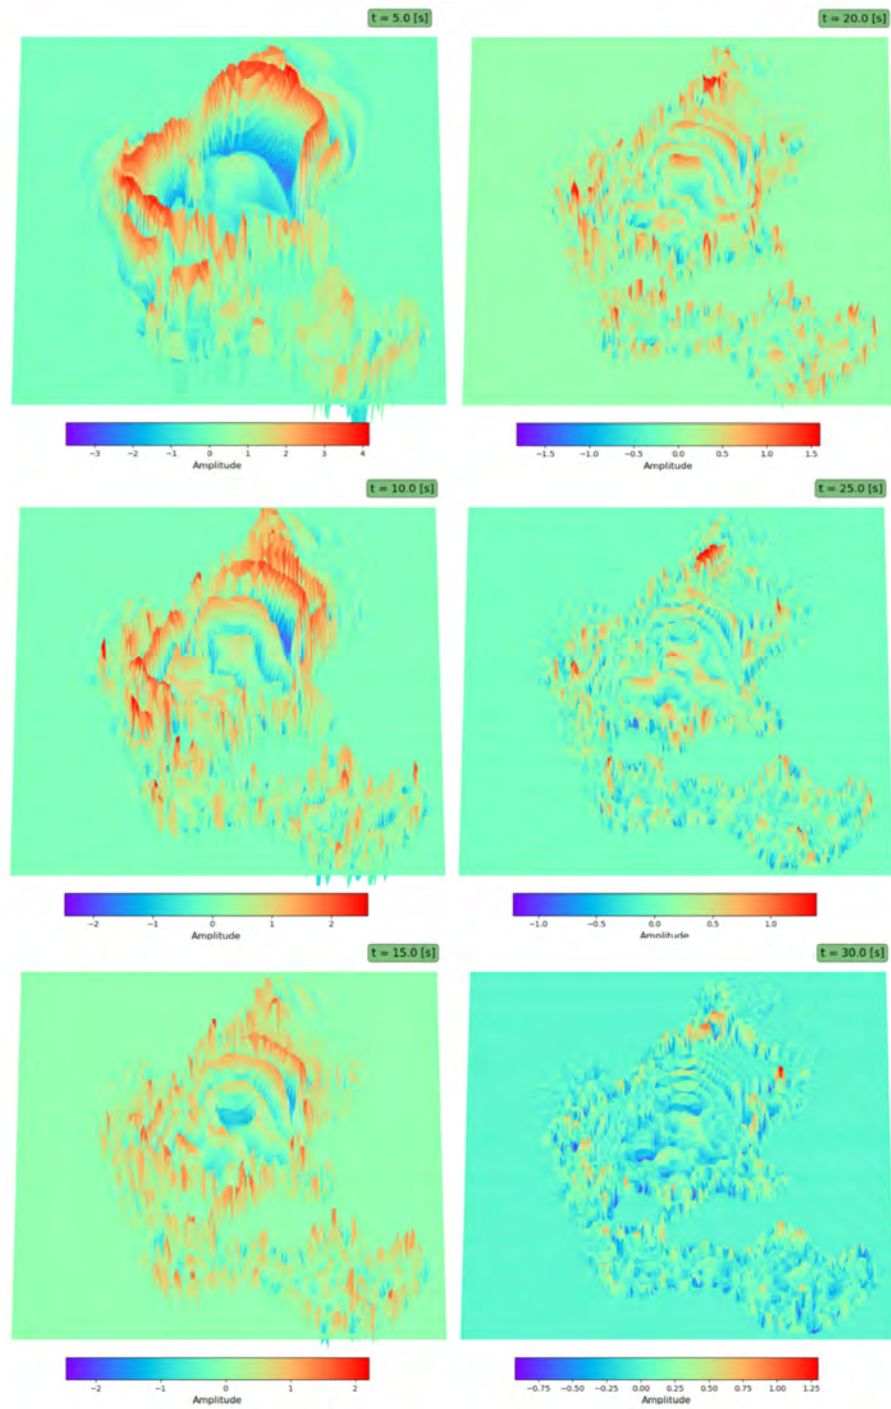 t = 5.0 [s]
−3 −2 −1 0 1 2 3 4
Amplitude
t = 20.0 [s]
−1.5 −1.0 −0.5 0.0 0.5 1.0 1.5
Amplitude
t = 10.0 [s]
−2 −1 0 1 2
Amplitude
t = 25.0 [s]
−1.0 −0.5 0.0 0.5 1.0
Amplitude
t = 15.0 [s]
−2 −1 0 1 2
Amplitude
t = 30.0 [s]
−0.75 −0.50 −0.25 0.00 0.25 0.50 0.75 1.00 1.25
Amplitude